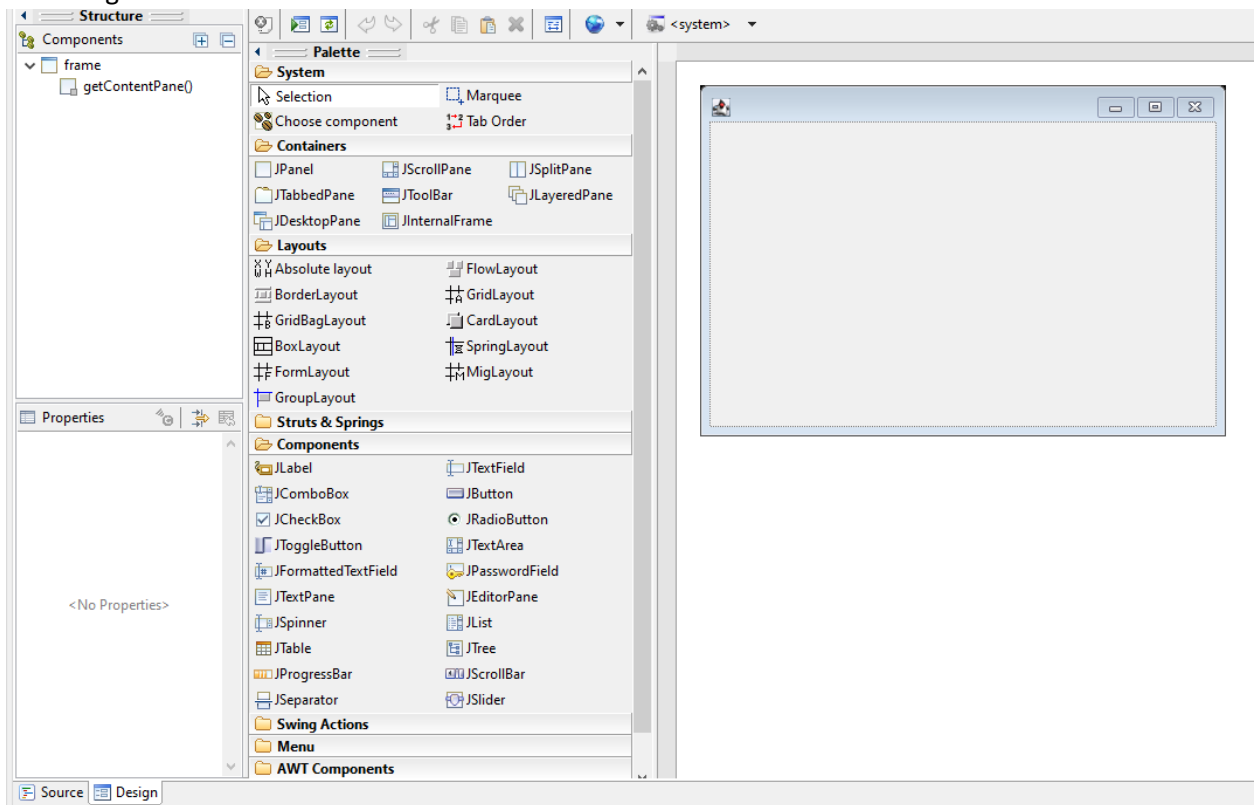 Structure
Components
frame
getContentPane()
Properties
<No Properties>
<system>
Palette
System
Selection Marquee
Choose component Tab Order
Containers
JPanel JScrollPane JSplitPane
JTabbedPane JToolBar JLayeredPane
JDesktopPane JInternalFrame
Layouts
Absolute layout FlowLayout
BorderLayout GridLayout
GridBagLayout CardLayout
BoxLayout SpringLayout
FormLayout MigLayout
GroupLayout
Struts & Springs
Components
JLabel JTextField
JComboBox JButton
JCheckBox JRadioButton
JToggleButton JTextArea
JFormattedTextField JPasswordField
JTextPane JEditorPane
JSpinner JList
JTable JTree
JProgressBar JScrollBar
JSeparator JSlider
Swing Actions
Menu
AWT Components
Source Design